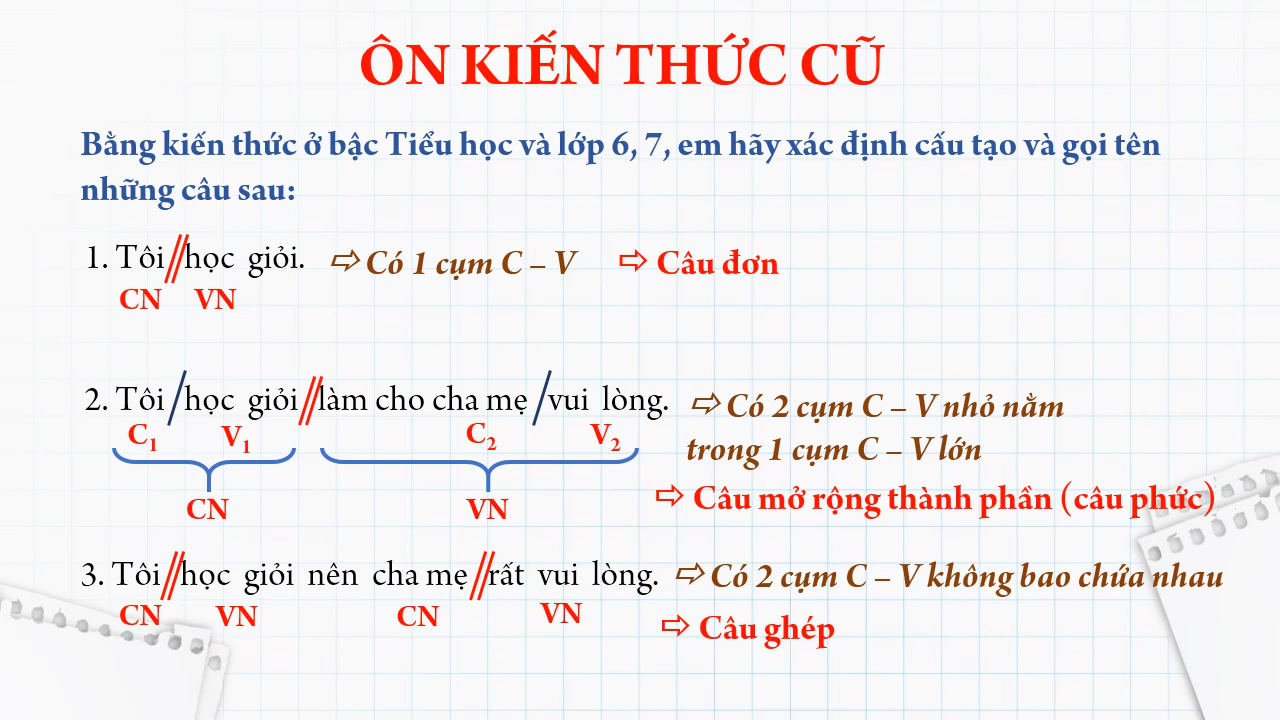 ÔN KIẾN THỨC CŨ
Bằng kiến thức ở bậc Tiểu học và lớp 6, 7, em hãy xác định cấu tạo và gọi tên
những câu sau:
1. Tôi//học giỏi. ⇨ Có 1 cụm C – V ⇨ Câu đơn
CN VN
2. Tôi/học giỏi//làm cho cha mẹ/vui lòng. ⇨ Có 2 cụm C – V nhỏ nằm
C1 V1 C2 V2
trong 1 cụm C – V lớn
CN VN
⇨ Câu mở rộng thành phần (câu phức)
3. Tôi//học giỏi nên cha mẹ//rất vui lòng. ⇨ Có 2 cụm C – V không bao chứa nhau
CN VN CN VN
⇨ Câu ghép